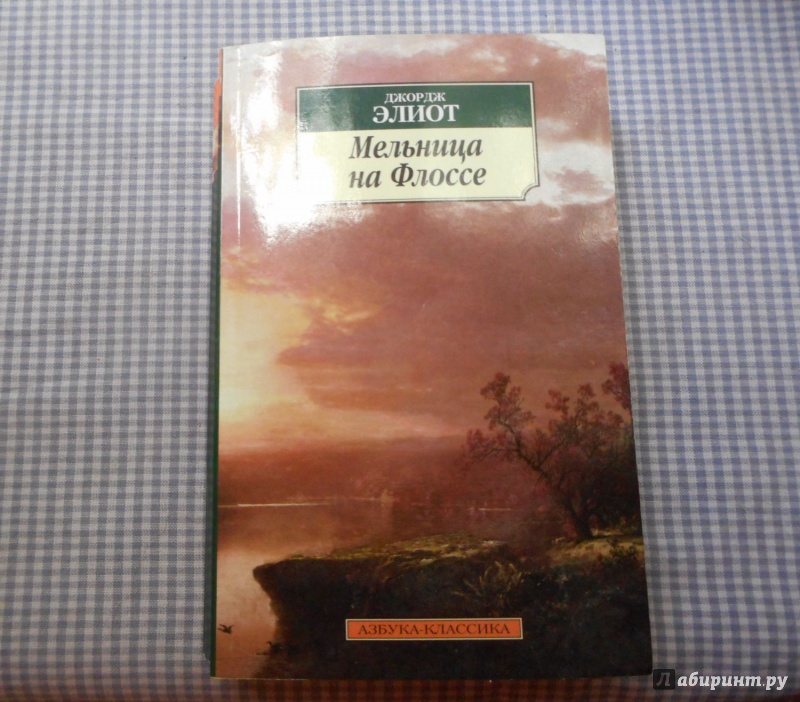 ДЖОРДЖ
ЭЛИОТ
Мельница
на Флоссе
АЗБУКА-КЛАССИКА
Лабиринт.ру